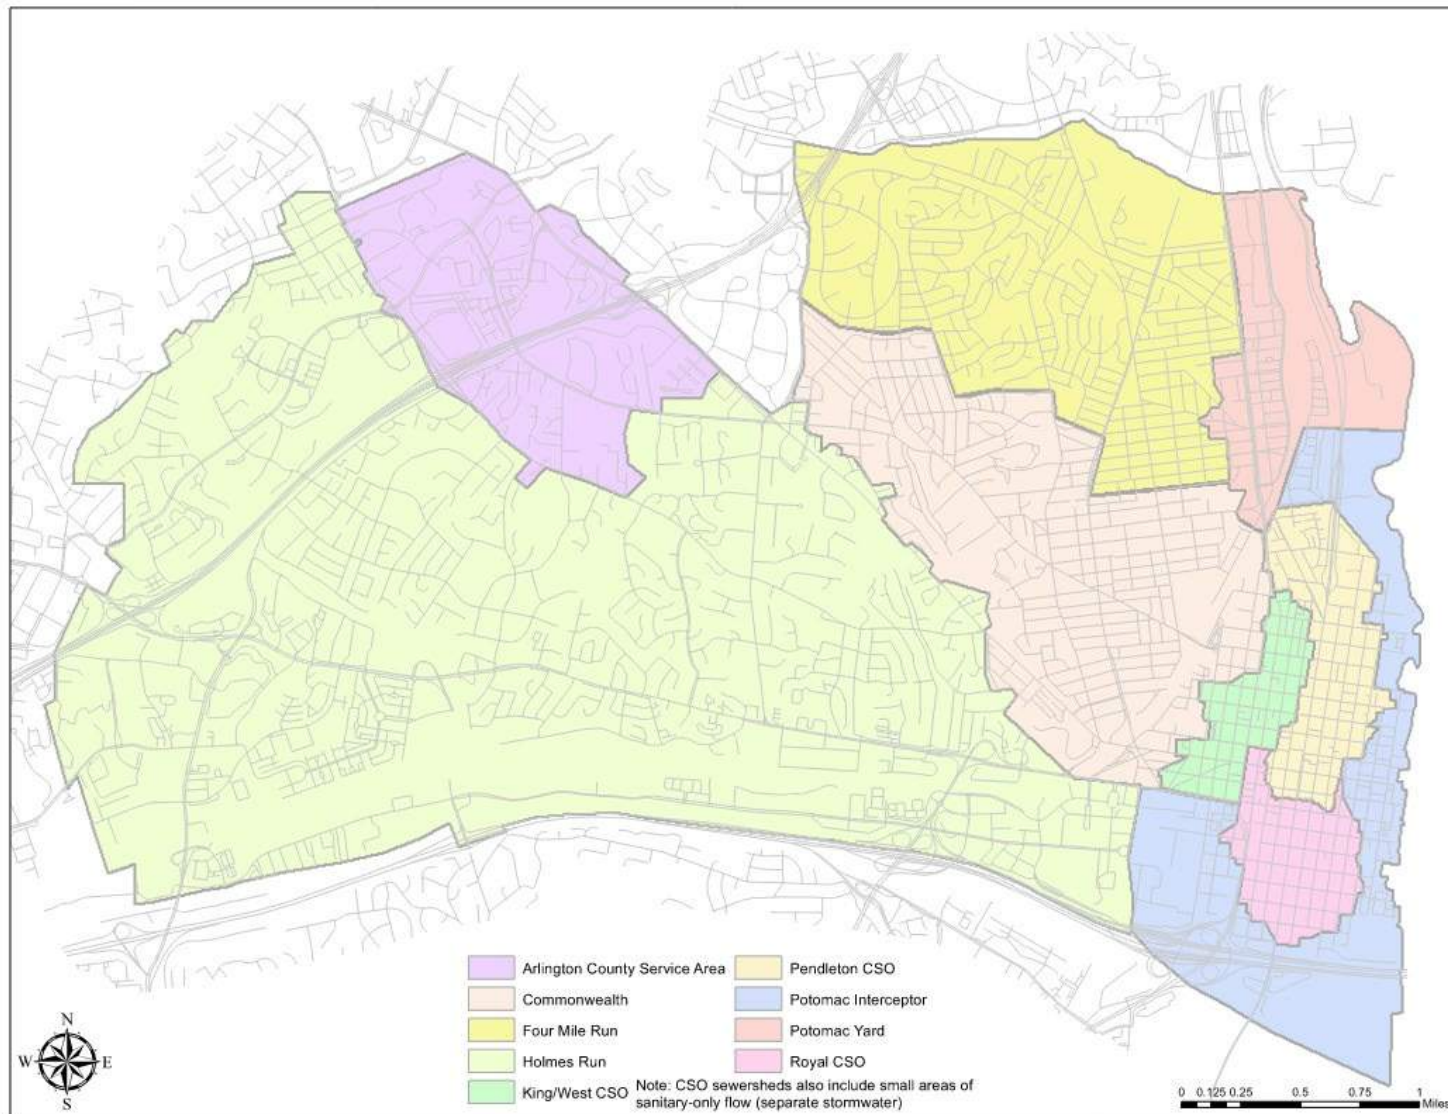 Arlington County Service Area
Commonwealth
Four Mile Run
Holmes Run
King/West CSO
Pendleton CSO
Potomac Interceptor
Potomac Yard
Royal CSO
Note: CSO sewersheds also include small areas of
sanitary-only flow (separate stormwater)
N
W E
S
0 0.125 0.25 0.5 0.75 1
Miles